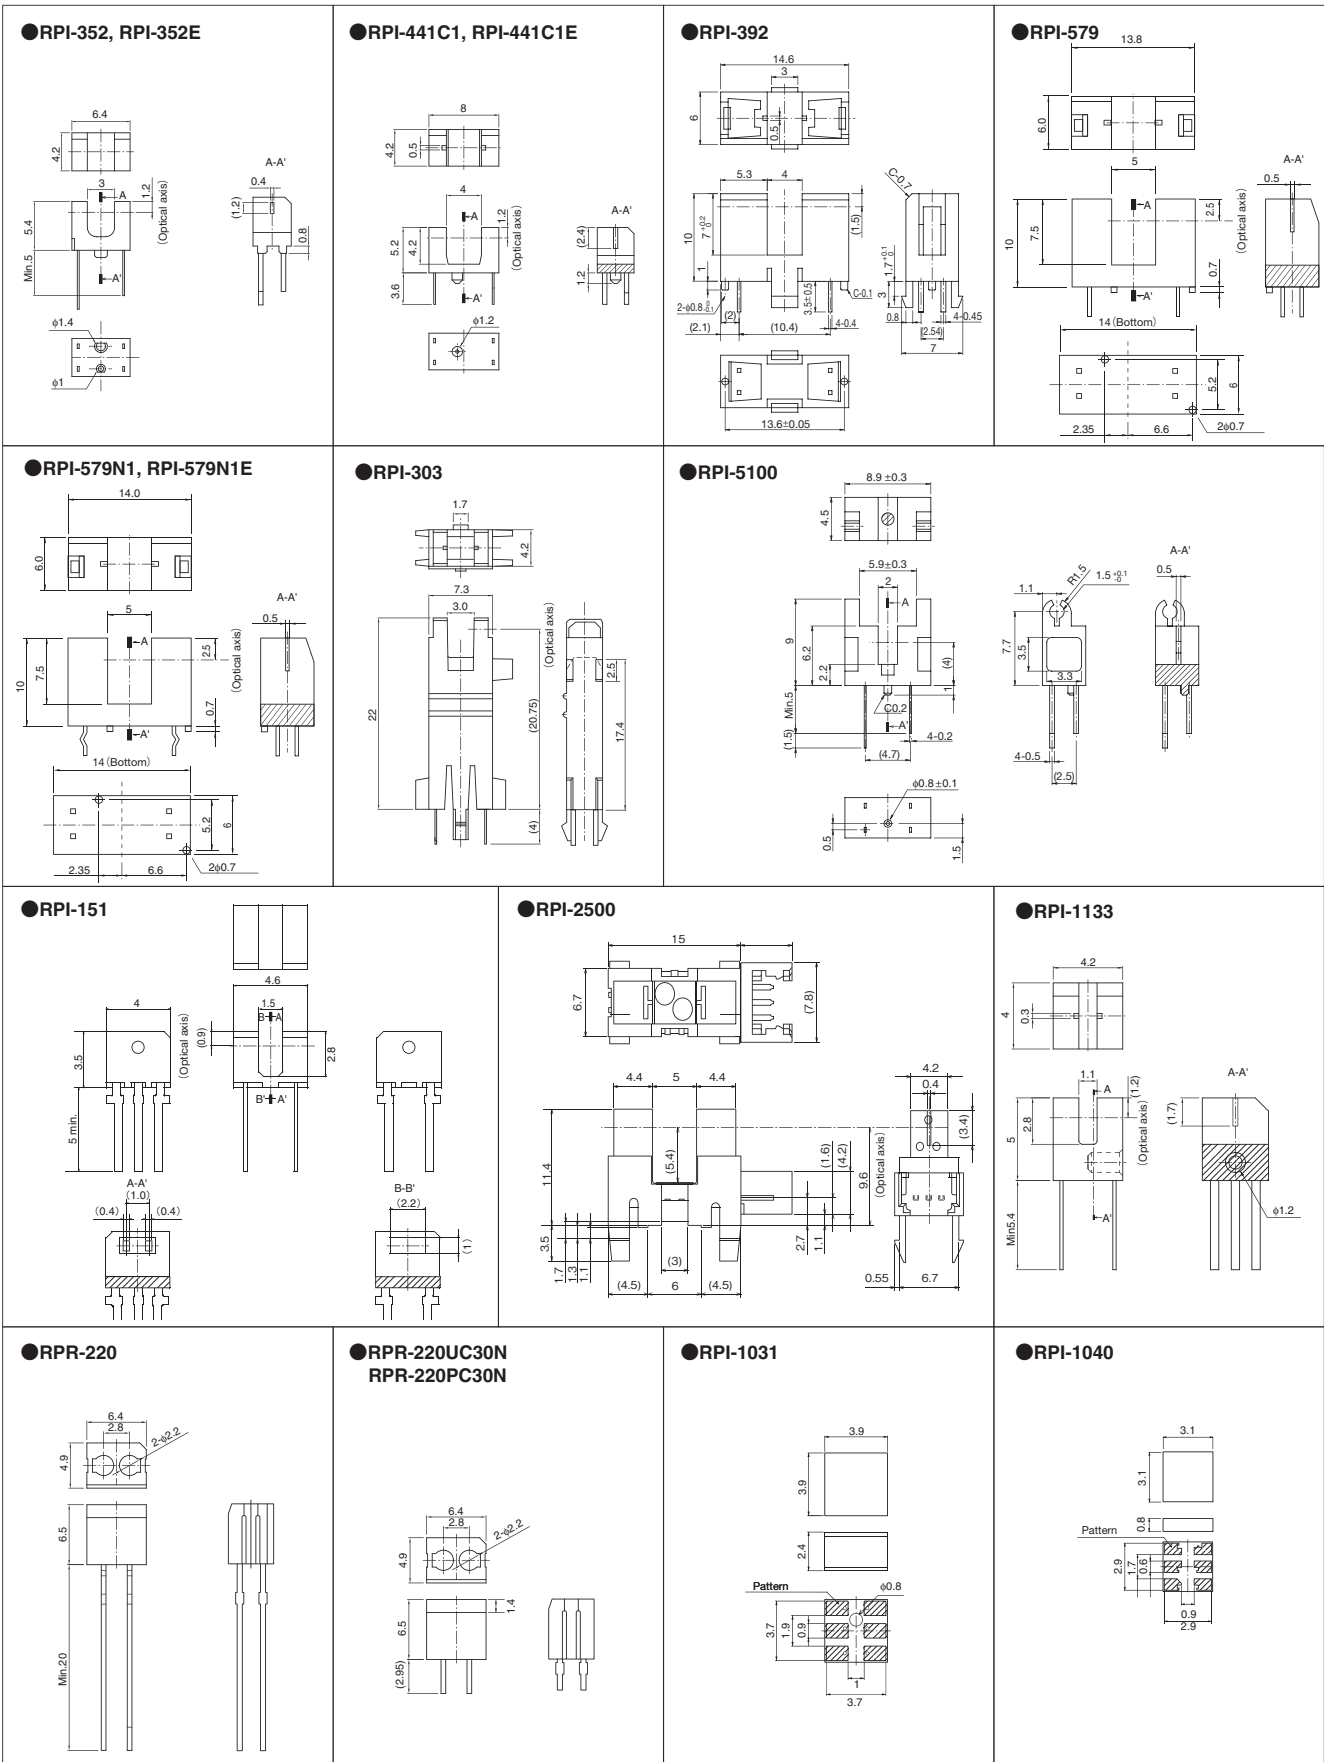 ●RPI-352, RPI-352E
6.4
4.2
A-A'
3
A
1.2
(Optical axis)
0.4
(1.2)
5.4
0.8
Min.5
A'
ϕ1.4
ϕ1
●RPI-441C1, RPI-441C1E
8
4.2
0.5
4
A
1.2
(Optical axis)
A-A'
5.2
4.2
(2.4)
1.2
3.6
A'
ϕ1.2
●RPI-392
14.6
3
6
0.5
5.3
4
C-0.7
(1.5)
10
7 +0.2 0
1
1.7 +0.1 0
3
3.5±0.5
C-0.1
2-ϕ0.8 0 -0.1
(2)
4-0.4
0.8
4-0.45
(2.1)
(10.4)
(2.54)
7
13.6±0.05
●RPI-579
13.8
6.0
5
A-A'
0.5
A
2.5
(Optical axis)
10
7.5
0.7
A'
14(Bottom)
5.2
6
2.35
6.6
2ϕ0.7
●RPI-579N1, RPI-579N1E
14.0
6.0
A-A'
5
0.5
A
2.5
(Optical axis)
10
7.5
0.7
A'
14(Bottom)
5.2
6
2.35
6.6
2ϕ0.7
●RPI-303
1.7
4.2
7.3
3.0
(Optical axis)
2.5
22
(20.75)
17.4
(4)
●RPI-5100
8.9±0.3
4.5
A-A'
5.9±0.3
2
A
1.1
R1.5
1.5 +0.1 -0
0.5
9
6.2
2.2
(4)
1
7.7
3.5
3.3
Min.5
C0.2
A'
(1.5)
4-0.2
(4.7)
4-0.5
(2.5)
ϕ0.8±0.1
0.5
1.5
●RPI-151
4.6
4
1.5
B
A
(0.9)
(Optical axis)
3.5
2.8
B'
A'
5 min.
A-A'
(1.0)
(0.4)
(0.4)
B-B'
(2.2)
(1)
●RPI-2500
15
6.7
(7.8)
4.4
5
4.4
4.2
0.4
(3.4)
11.4
(5.4)
(1.6)
(4.2)
9.6
(Optical axis)
3.5
1.7
1.3
1.1
(3)
2.7
1.1
(4.5)
6
(4.5)
0.55
6.7
●RPI-1133
4.2
4
0.3
A-A'
1.1
A
(1.2)
(1.7)
5
2.8
(Optical axis)
Min5.4
A'
ϕ1.2
●RPR-220
6.4
2.8
2-ϕ2.2
4.9
6.5
Min.20
●RPR-220UC30N
RPR-220PC30N
6.4
2.8
2-ϕ2.2
4.9
1.4
6.5
(2.95)
●RPI-1031
3.9
3.9
2.4
Pattern
ϕ0.8
3.7
1.9
0.9
1
3.7
●RPI-1040
3.1
3.1
0.8
Pattern
2.9
1.7
0.6
0.9
2.9